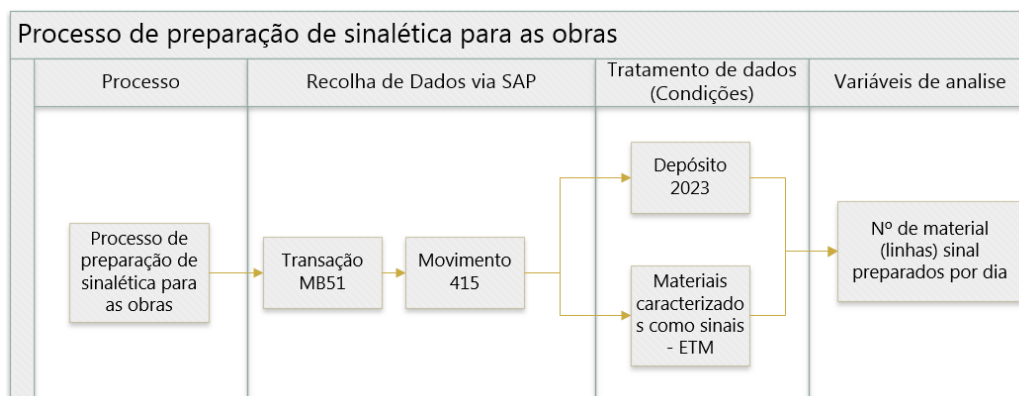 Processo de preparação de sinalética para as obras
Processo
Recolha de Dados via SAP
Tratamento de dados
(Condições)
Variáveis de analise
Processo de
preparação de
sinalética para
as obras
Transação
MB51
Movimento
415
Depósito
2023
Materiais
caracterizado
s como sinais
- ETM
Nº de material
(linhas) sinal
preparados por dia